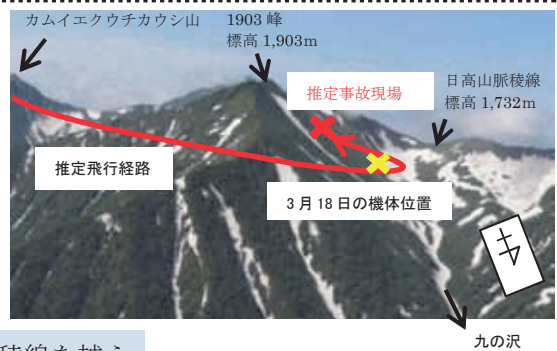 カムイエクウチカウシ山
1903 峰
標高 1,903m
推定事故現場
日高山脈稜線
標高 1,732m
推定飛行経路
3 月 18 日の機体位置
九の沢